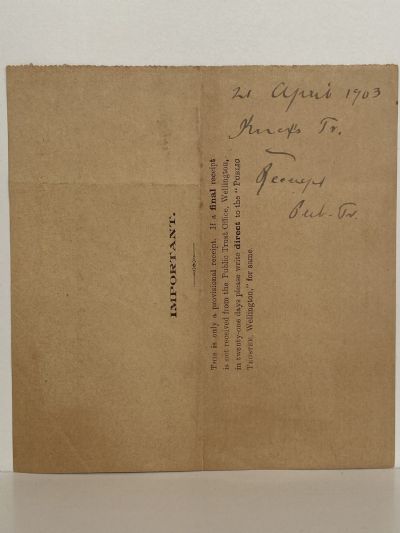 21 April 1903
Tr.
Receipt
Pub. Tr.
IMPORTANT.
THIS is only a provisional receipt. If a final receipt
is not received from the Public Trust Office, Wellington,
in twenty-one days please write direct to the "PUBLIC
TRUSTEE, Wellington," for same.